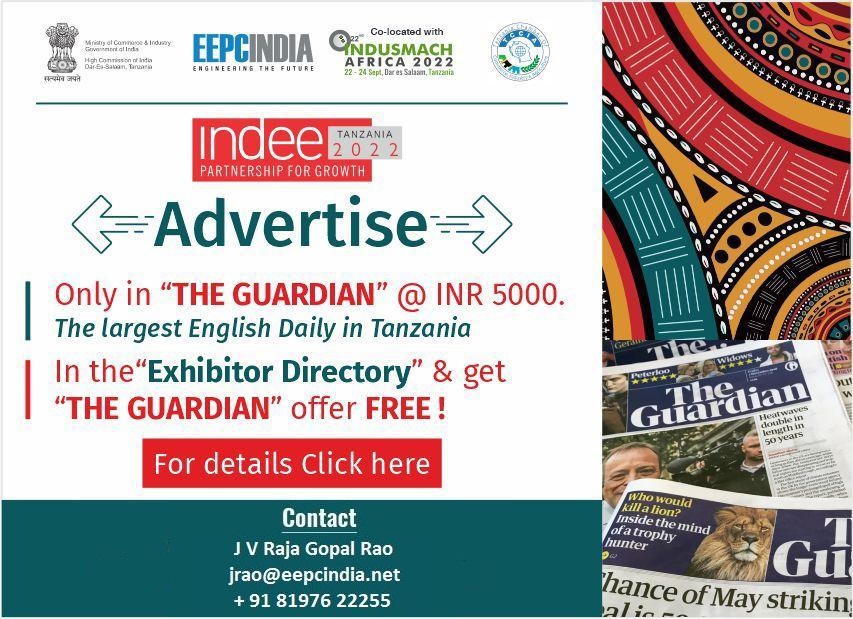 Ministry of Commerce & Industry
Government of India
High Commission of India
Dar-Es-Salaam, Tanzania
सत्यमेव जयते
EEPCINDIA
ENGINEERING THE FUTURE
Co-located with
22nd
INDUSMACH
AFRICA 2022
22 - 24 Sept, Dar es Salaam, Tanzania
TCCIA
indee
TANZANIA
2022
PARTNERSHIP FOR GROWTH
Advertise
Only in “THE GUARDIAN” @ INR 5000.
The largest English Daily in Tanzania
In the“Exhibitor Directory” & get
“THE GUARDIAN” offer FREE !
For details Click here
Contact
J V Raja Gopal Rao
jrao@eepcindia.net
+ 91 81976 22255
The
Peterloo
Widows
The
Guardian
Heatwaves
double in
length in
50 years
Who would
kill a lion?
Inside the mind
of a trophy
hunter
G2
T
Gu
hance of May striking